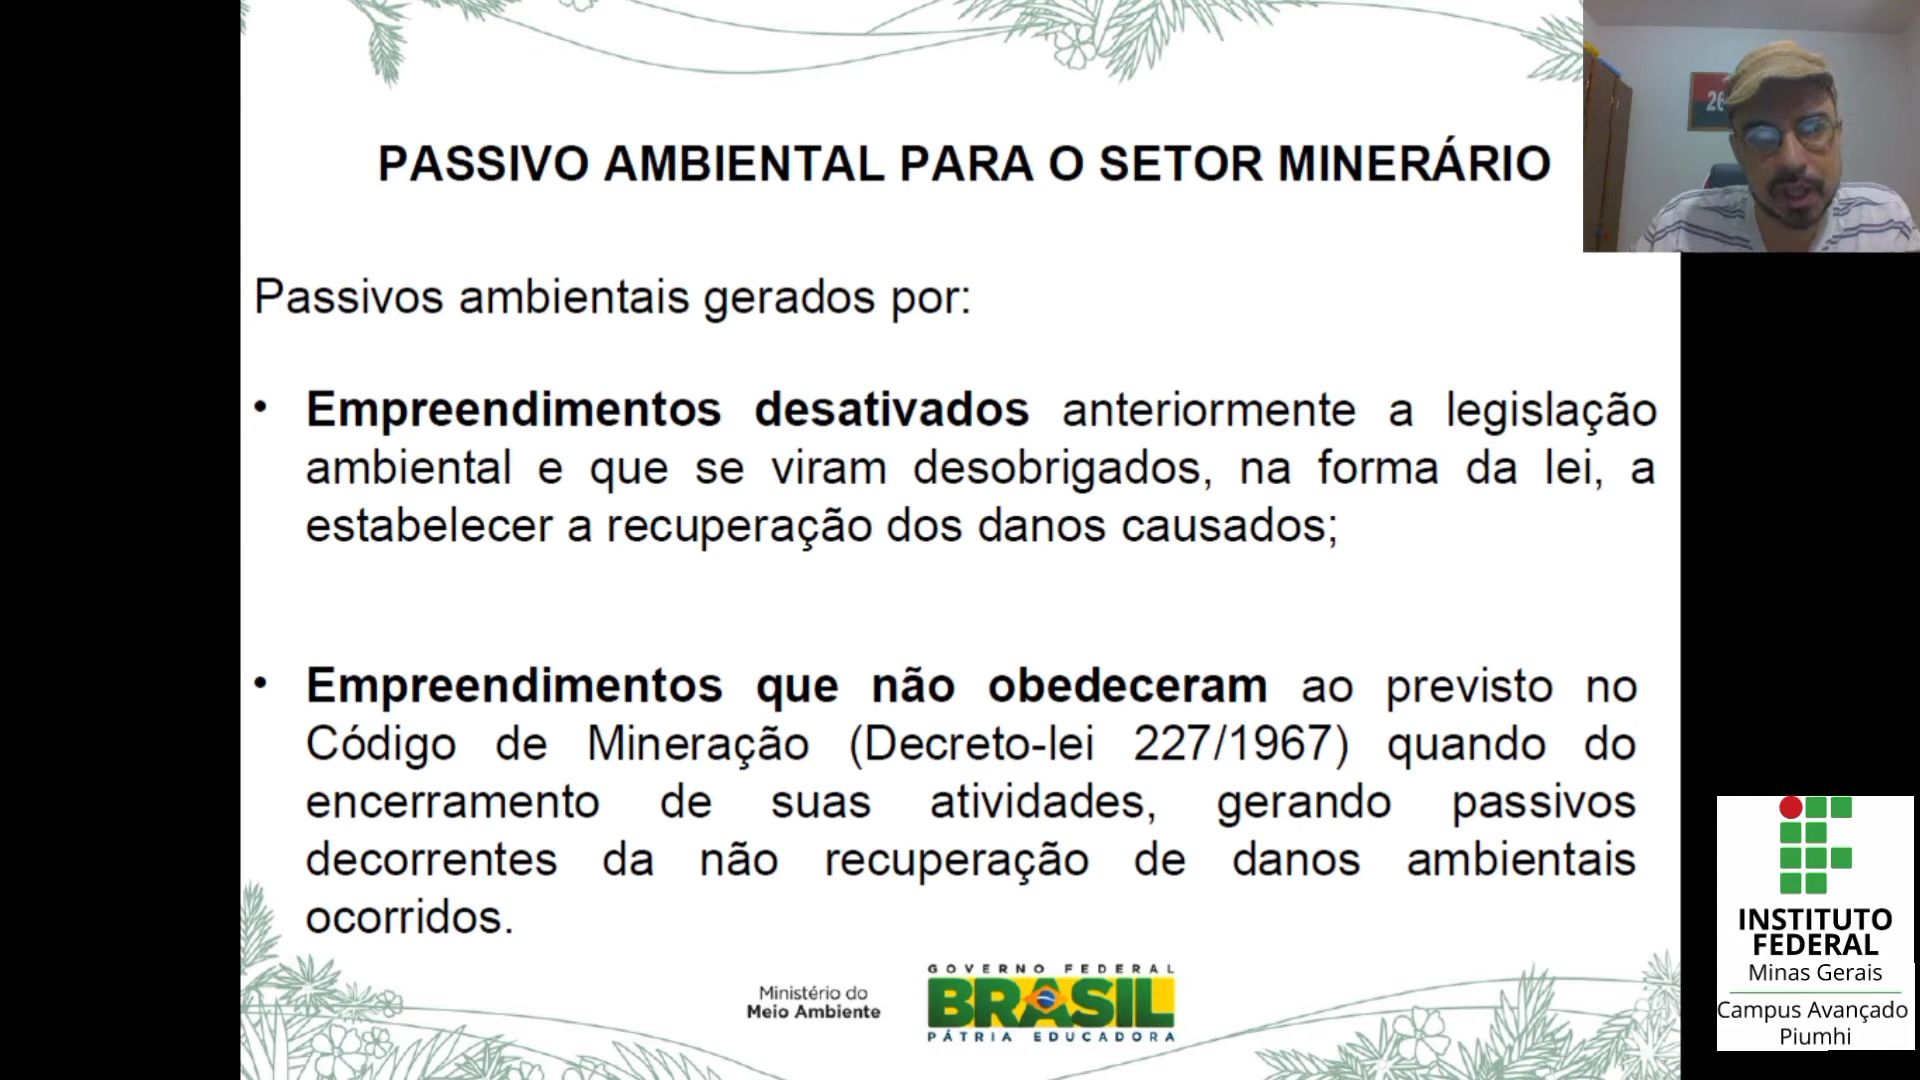 PASSIVO AMBIENTAL PARA O SETOR MINERÁRIO
26
Passivos ambientais gerados por:
• Empreendimentos desativados anteriormente a legislação
ambiental e que se viram desobrigados, na forma da lei, a
estabelecer a recuperação dos danos causados;
• Empreendimentos que não obedeceram ao previsto no
Código de Mineração (Decreto-lei 227/1967) quando do
encerramento de suas atividades, gerando passivos
decorrentes da não recuperação de danos ambientais
ocorridos.
Ministério do
Meio Ambiente
GOVERNO FEDERAL
BRASIL
PÁTRIA EDUCADORA
INSTITUTO
FEDERAL
Minas Gerais
Campus Avançado
Piumhi